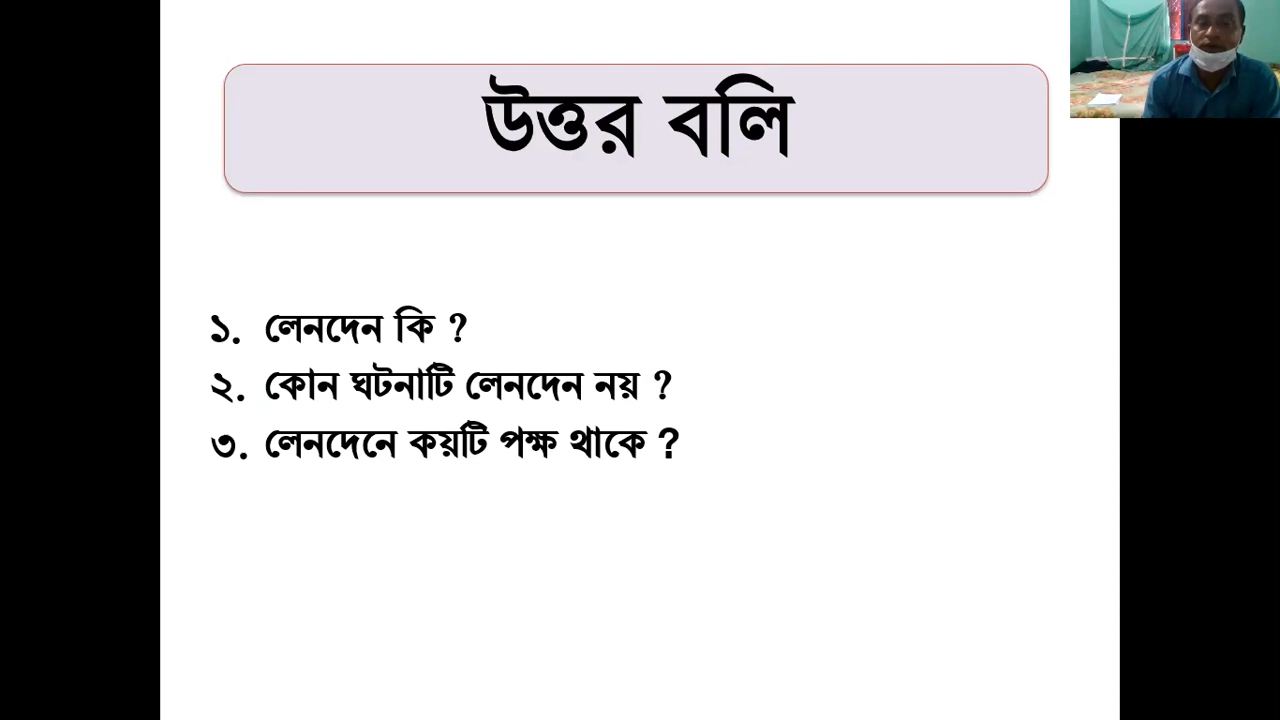 উত্তর বলি
১. লেনদেন কি ?
২. কোন ঘটনাটি লেনদেন নয় ?
৩. লেনদেনে কয়টি পক্ষ থাকে ?